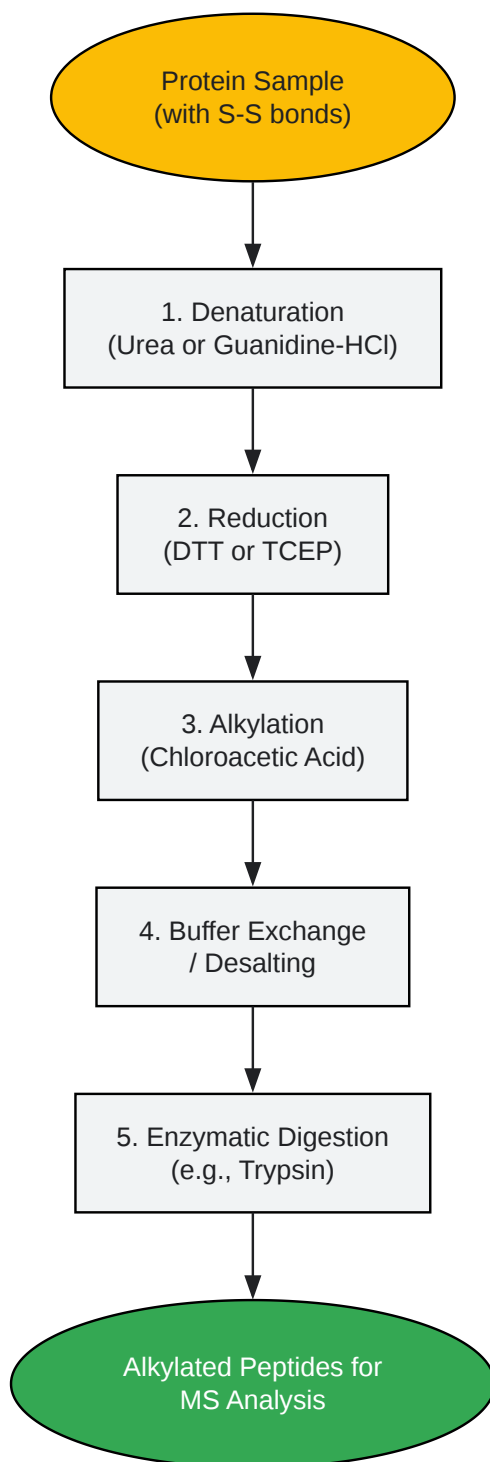 Protein Sample
(with S-S bonds)
1. Denaturation
(Urea or Guanidine-HCl)
2. Reduction
(DTT or TCEP)
3. Alkylation
(Chloroacetic Acid)
4. Buffer Exchange
/ Desalting
5. Enzymatic Digestion
(e.g., Trypsin)
Alkylated Peptides for
MS Analysis